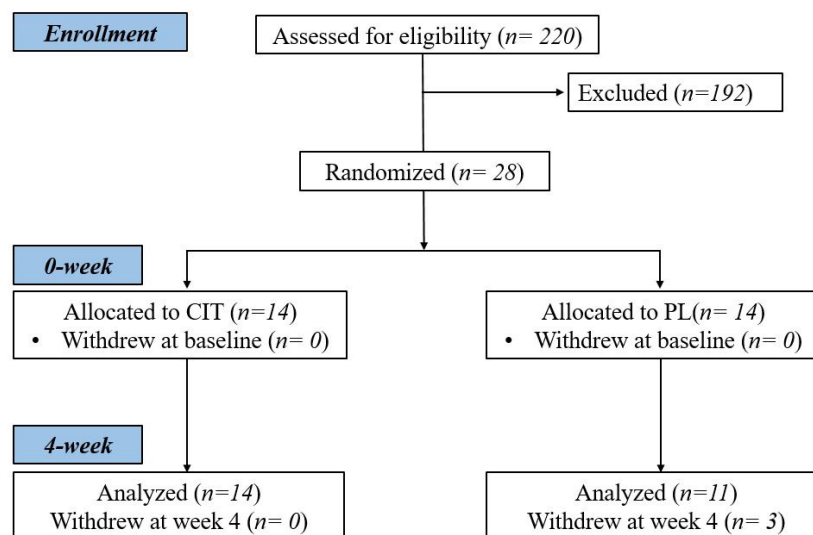 Enrollment
Assessed for eligibility (n= 220)
Excluded (n=192)
Randomized (n= 28)
0-week
Allocated to CIT (n=14)
• Withdrew at baseline (n= 0)
Allocated to PL(n= 14)
• Withdrew at baseline (n= 0)
4-week
Analyzed (n=14)
Withdrew at week 4 (n= 0)
Analyzed (n=11)
Withdrew at week 4 (n= 3)